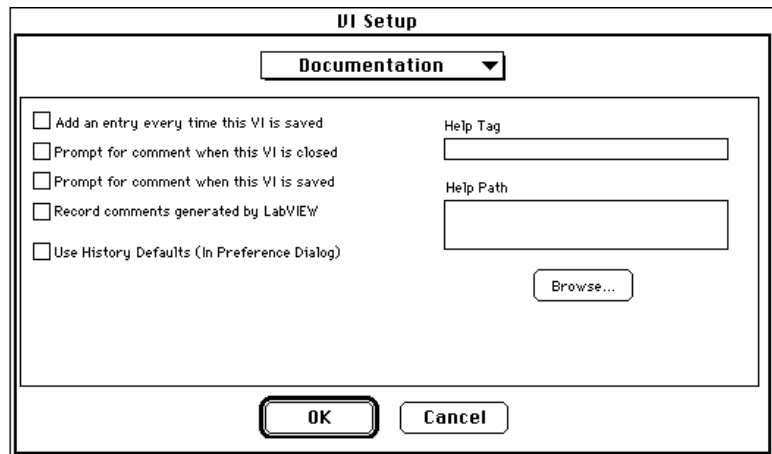 VI Setup
Documentation
Add an entry every time this VI is saved
Prompt for comment when this VI is closed
Prompt for comment when this VI is saved
Record comments generated by LabVIEW
Use History Defaults (In Preference Dialog)
Help Tag
Help Path
Browse...
OK
Cancel